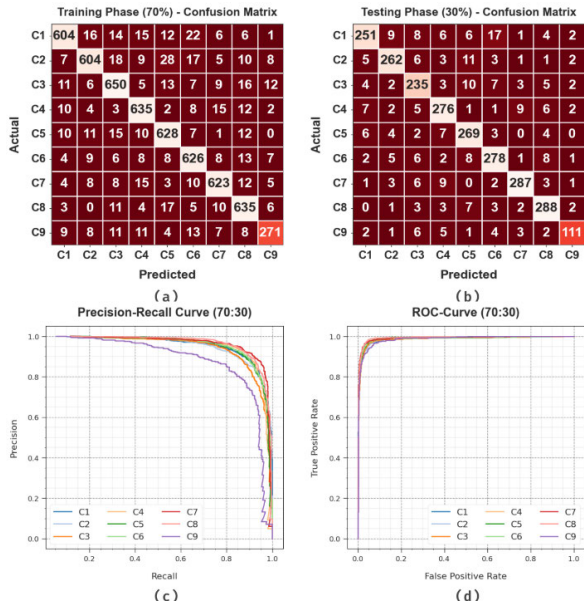 Training Phase (70%) - Confusion Matrix
C1 604 16 14 15 12 22 6 6 1
C2 7 604 18 9 28 17 5 10 8
C3 11 6 650 5 13 7 9 16 12
C4 10 4 3 635 2 8 15 12 2
C5 10 11 15 10 628 7 1 12 0
C6 4 9 6 8 8 626 8 13 7
C7 4 8 8 15 3 10 623 12 5
C8 3 0 11 4 17 5 10 635 6
C9 9 8 11 11 4 13 7 8 271
C1 C2 C3 C4 C5 C6 C7 C8 C9
Actual
Predicted
(a)
Testing Phase (30%) - Confusion Matrix
C1 251 9 8 6 6 17 1 4 2
C2 5 262 6 3 11 3 1 1 2
C3 4 2 235 3 10 7 3 5 2
C4 7 2 5 276 1 1 9 4 2
C5 6 4 2 7 269 3 0 4 0
C6 2 5 6 2 8 278 1 8 1
C7 1 3 6 9 0 2 287 3 1
C8 0 1 3 3 7 3 2 288 2
C9 2 1 6 5 1 4 3 1 111
C1 C2 C3 C4 C5 C6 C7 C8 C9
Actual
Predicted
(b)
Precision-Recall Curve (70:30)
1.0
0.8
0.6
0.4
0.2
0.0
Precision
C1 C4 C7
C2 C5 C8
C3 C6 C9
0.2 0.4 0.6 0.8 1.0
Recall
(c)
ROC-Curve (70:30)
1.0
0.8
0.6
0.4
0.2
0.0
True Positive Rate
C1 C4 C7
C2 C5 C8
C3 C6 C9
0.0 0.2 0.4 0.6 0.8 1.0
False Positive Rate
(d)